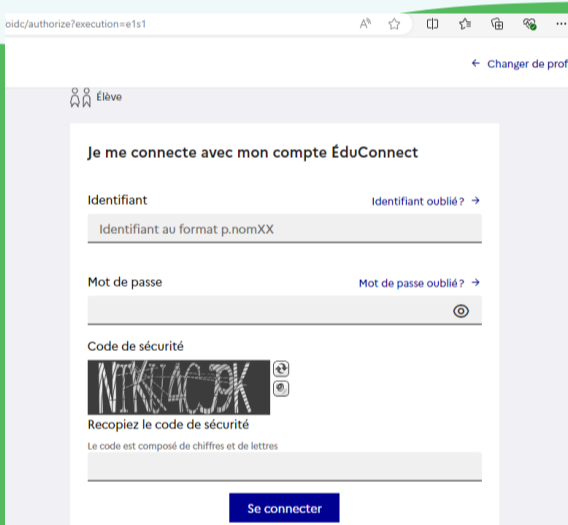 oidc/authorize?execution=e1s1
← Changer de prof
Élève
Je me connecte avec mon compte ÉduConnect
Identifiant
Identifiant oublié ? →
Identifiant au format p.nomXX
Mot de passe
Mot de passe oublié ? →
Code de sécurité
Recopiez le code de sécurité
Le code est composé de chiffres et de lettres
Se connecter